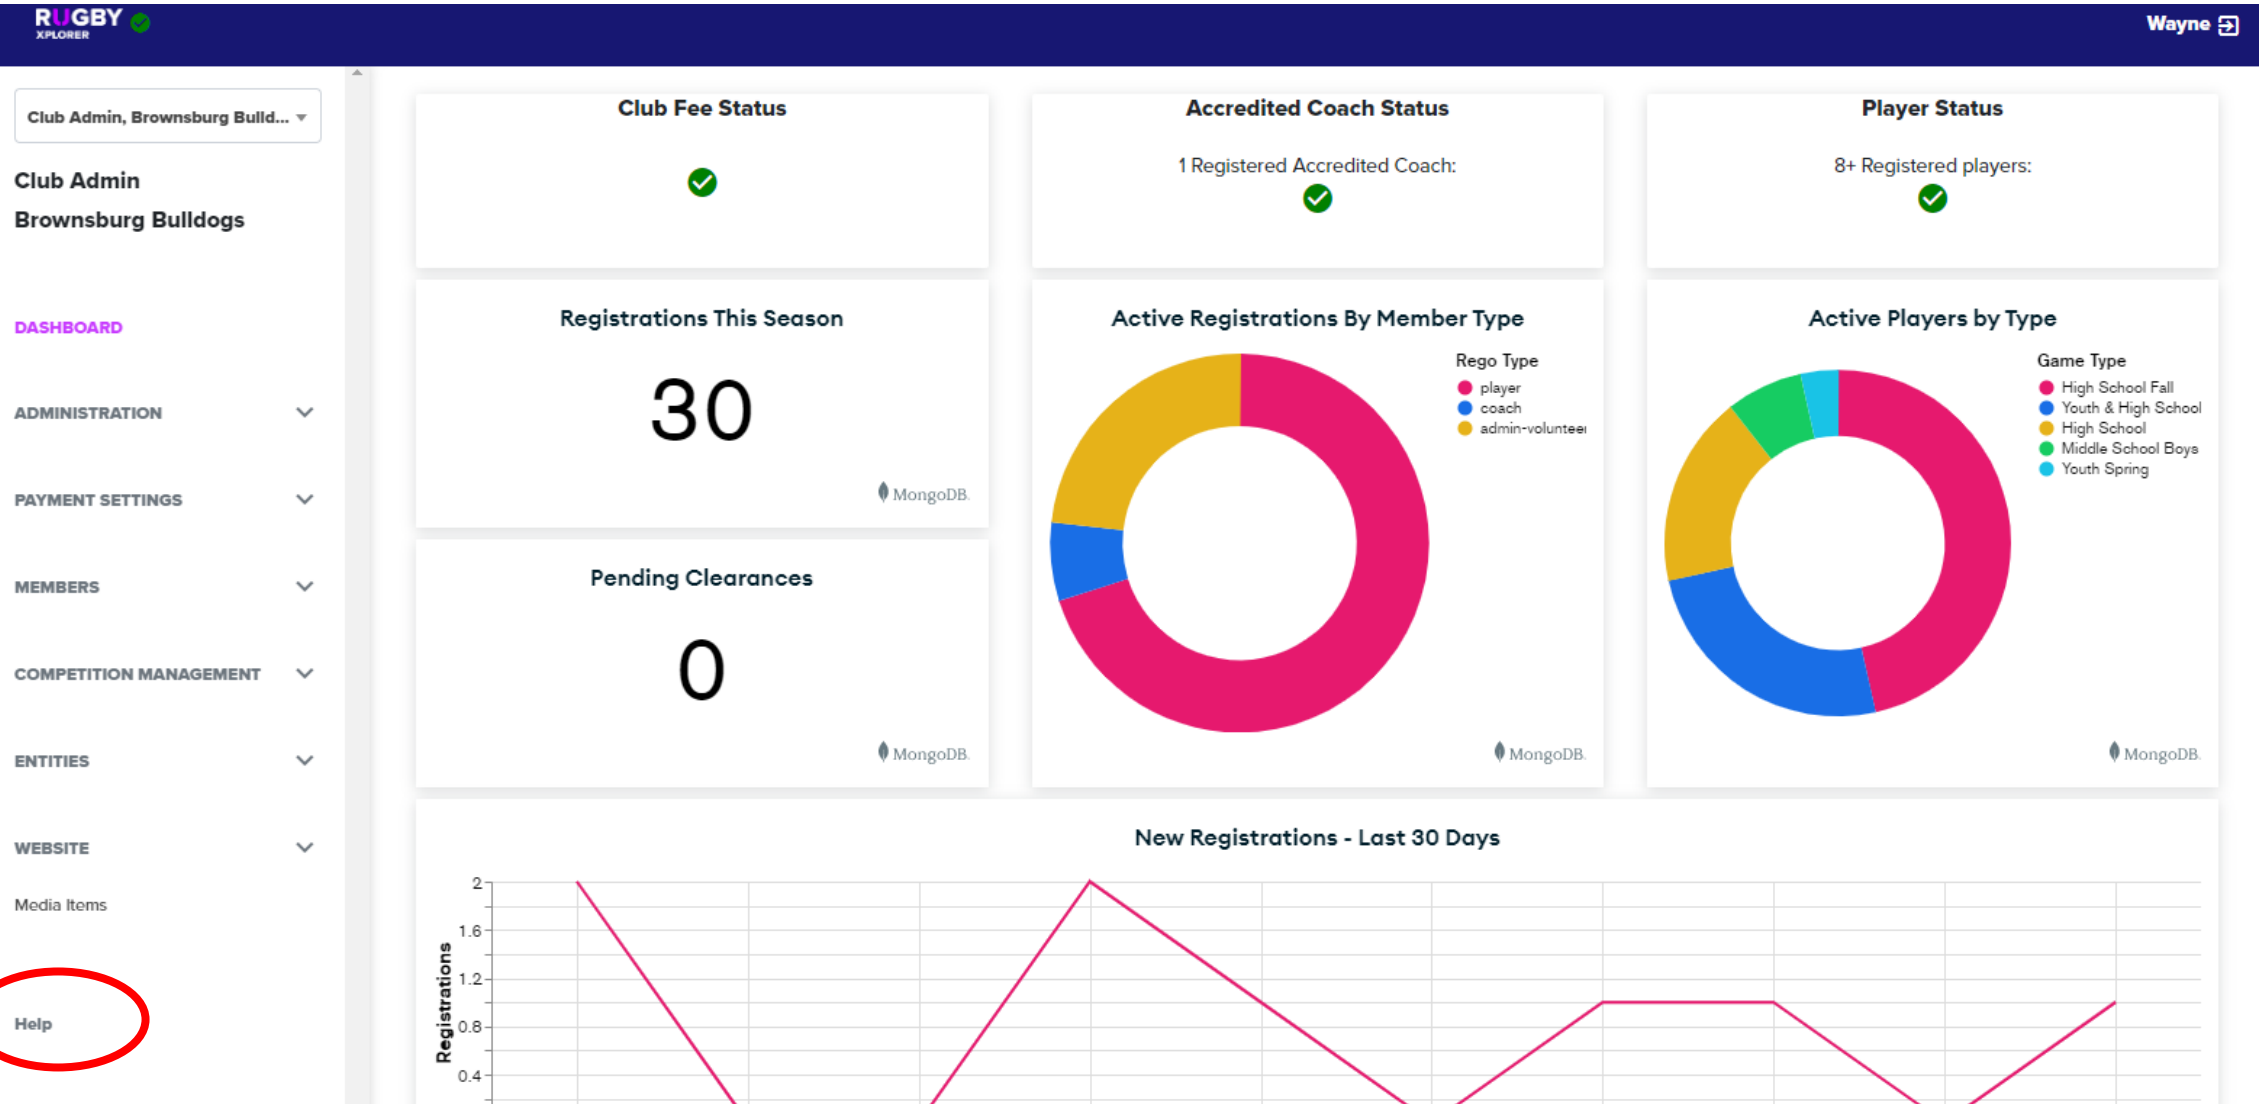 RUGBY
XPLORER
Wayne
Club Admin, Brownsburg Bulld...
Club Admin
Brownsburg Bulldogs
DASHBOARD
ADMINISTRATION
PAYMENT SETTINGS
MEMBERS
COMPETITION MANAGEMENT
ENTITIES
WEBSITE
Media Items
Help
Club Fee Status
Accredited Coach Status
1 Registered Accredited Coach:
Player Status
8+ Registered players:
Registrations This Season
30
MongoDB.
Pending Clearances
0
MongoDB.
Active Registrations By Member Type
Rego Type
player
coach
admin-volunteer
MongoDB.
Active Players by Type
Game Type
High School Fall
Youth & High School
High School
Middle School Boys
Youth Spring
MongoDB.
New Registrations - Last 30 Days
Registrations
2
1.6
1.2
0.8
0.4